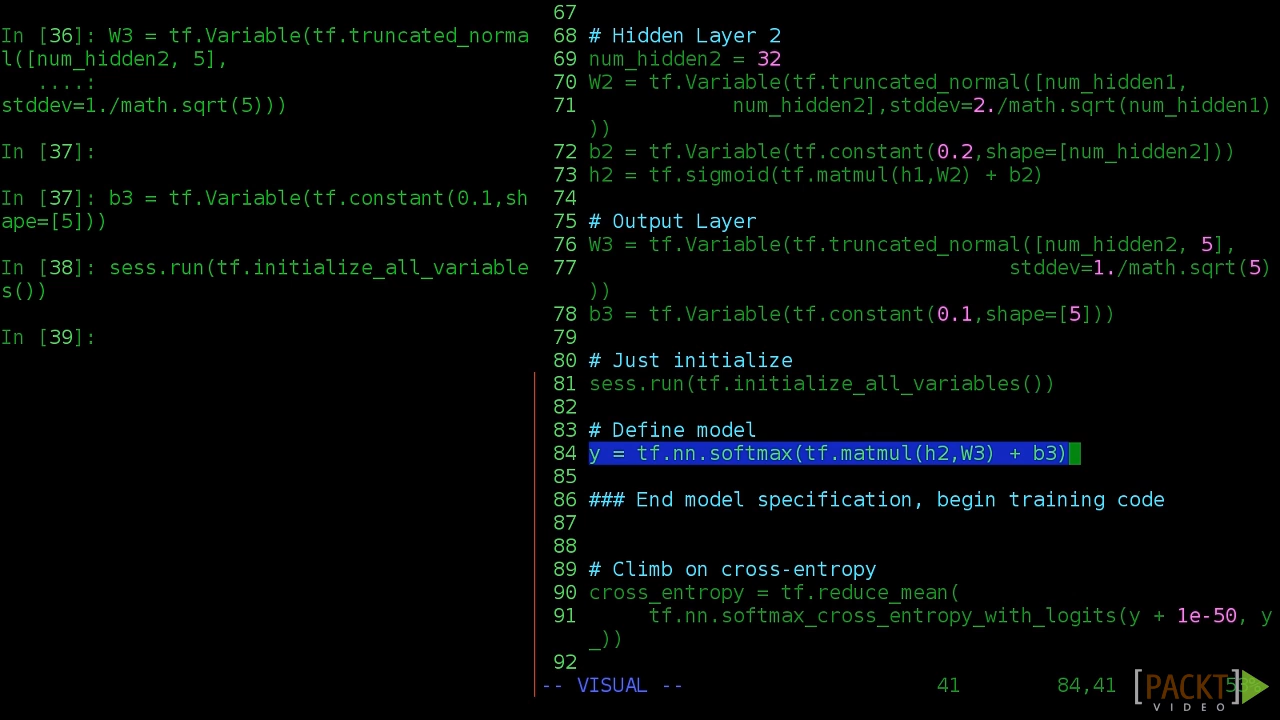 In [36]: W3 = tf.Variable(tf.truncated_norma
l([num_hidden2, 5],
....:
stddev=1./math.sqrt(5)))
In [37]:
In [37]: b3 = tf.Variable(tf.constant(0.1,sh
ape=[5]))
In [38]: sess.run(tf.initialize_all_variable
s())
In [39]:
67
68 # Hidden Layer 2
69 num_hidden2 = 32
70 W2 = tf.Variable(tf.truncated_normal([num_hidden1,
71 num_hidden2],stddev=2./math.sqrt(num_hidden1)
))
72 b2 = tf.Variable(tf.constant(0.2,shape=[num_hidden2]))
73 h2 = tf.sigmoid(tf.matmul(h1,W2) + b2)
74
75 # Output Layer
76 W3 = tf.Variable(tf.truncated_normal([num_hidden2, 5],
77 stddev=1./math.sqrt(5)
))
78 b3 = tf.Variable(tf.constant(0.1,shape=[5]))
79
80 # Just initialize
81 sess.run(tf.initialize_all_variables())
82
83 # Define model
84 y = tf.nn.softmax(tf.matmul(h2,W3) + b3)
85
86 ### End model specification, begin training code
87
88
89 # Climb on cross-entropy
90 cross_entropy = tf.reduce_mean(
91 tf.nn.softmax_cross_entropy_with_logits(y + 1e-50, y
_))
92
-- VISUAL -- 41 84,41
[PACKT]
VIDEO